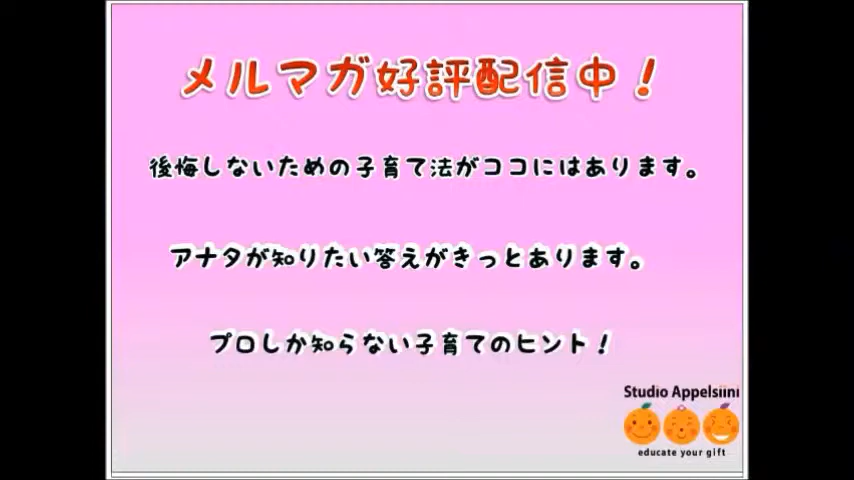 メルマガ好評配信中！
後悔しないための子育て法がココにはあります。
アナタが知りたい答えがきっとあります。
プロしか知らない子育てのヒント！
Studio Appelsiini
educate your gift